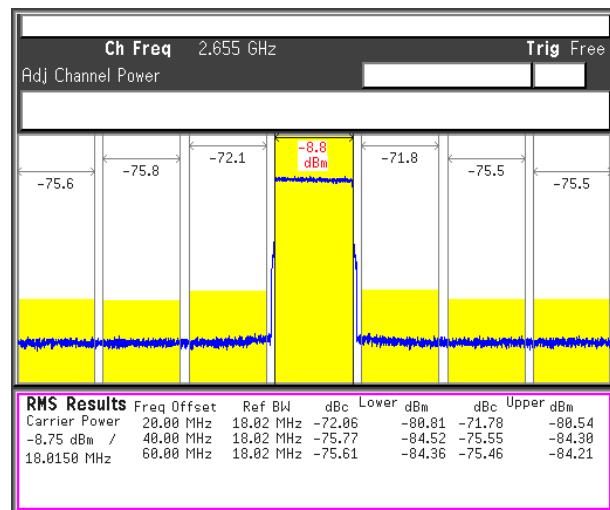 Ch Freq 2.655 GHz Trig Free
Adj Channel Power
-8.8
dBm
-72.1 -71.8
-75.8 -75.5
-75.6 -75.5
RMS Results Freq Offset Ref BW dBc Lower dBm dBc Upper dBm
Carrier Power 20.00 MHz 18.02 MHz -72.06 -80.81 -71.78 -80.54
-8.75 dBm / 40.00 MHz 18.02 MHz -75.77 -84.52 -75.55 -84.30
18.0150 MHz 60.00 MHz 18.02 MHz -75.61 -84.36 -75.46 -84.21